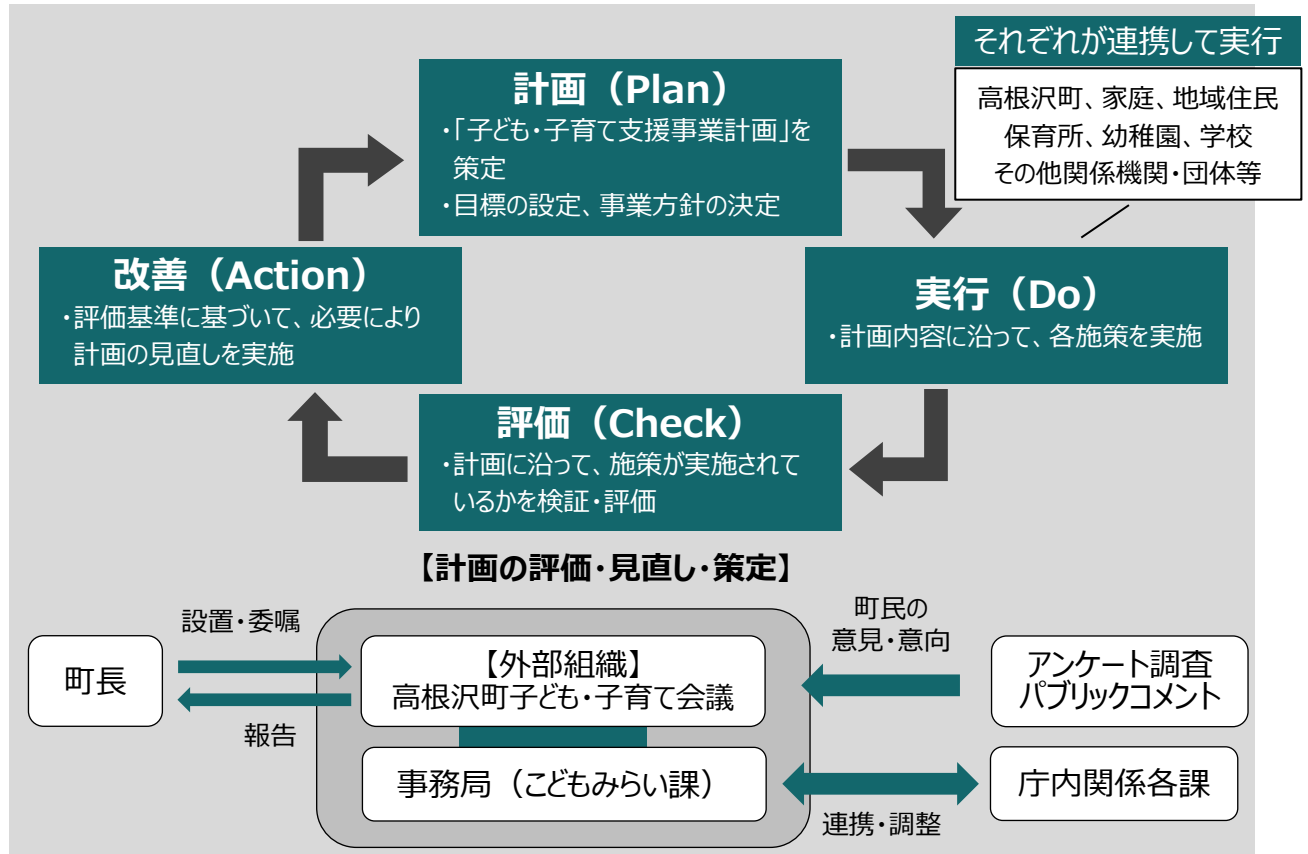 それぞれが連携して実行
高根沢町、家庭、地域住民
保育所、幼稚園、学校
その他関係機関・団体等
計画（Plan）
・「子ども・子育て支援事業計画」を
策定
・目標の設定、事業方針の決定
改善（Action）
・評価基準に基づいて、必要により
計画の見直しを実施
実行（Do）
・計画内容に沿って、各施策を実施
評価（Check）
・計画に沿って、施策が実施されて
いるかを検証・評価
【計画の評価・見直し・策定】
設置・委嘱
町長
報告
【外部組織】
高根沢町子ども・子育て会議
事務局（こどもみらい課）
町民の
意見・意向
アンケート調査
パブリックコメント
庁内関係各課
連携・調整